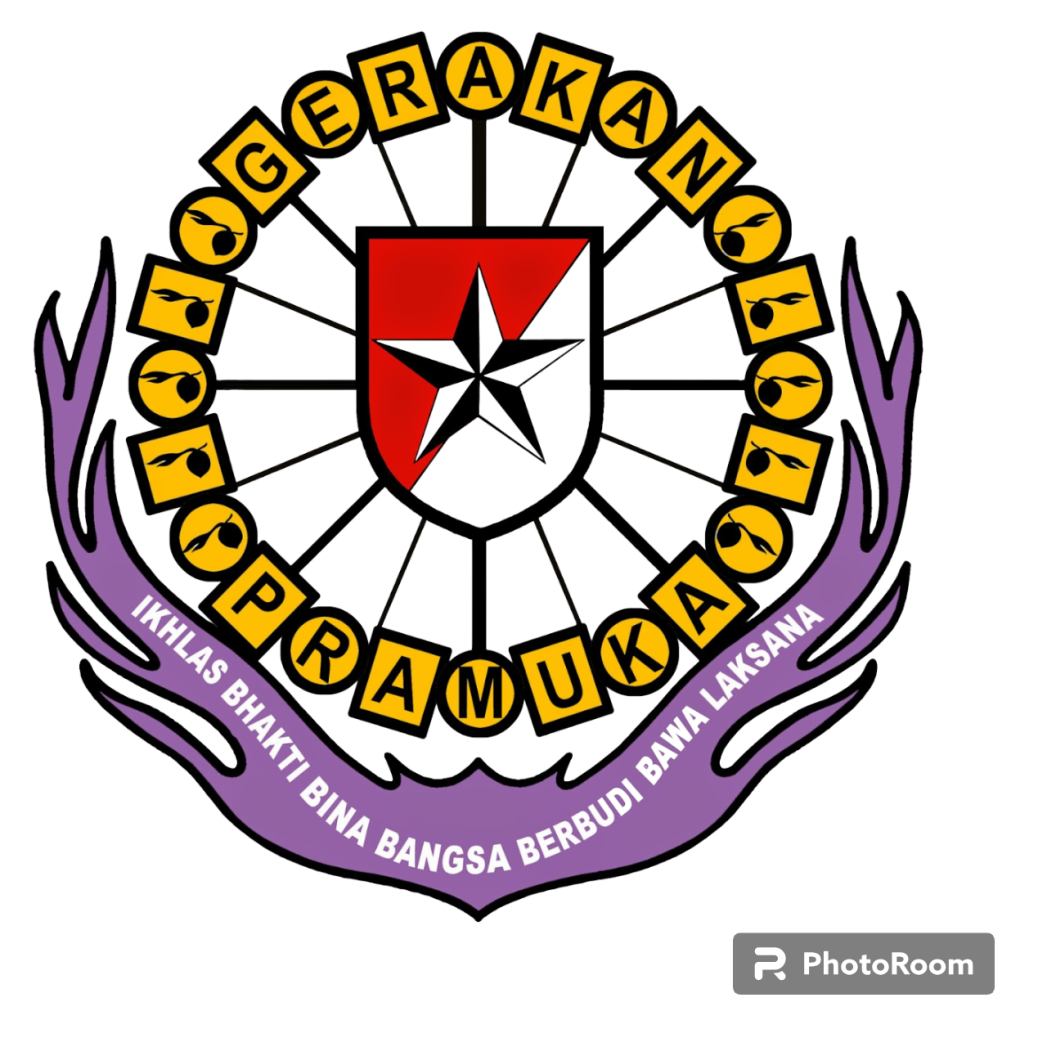 GERAKAN
PRAMUKA
IKHLAS BHAKTI BINA BANGSA BERBUDI BAWA LAKSANA
PhotoRoom